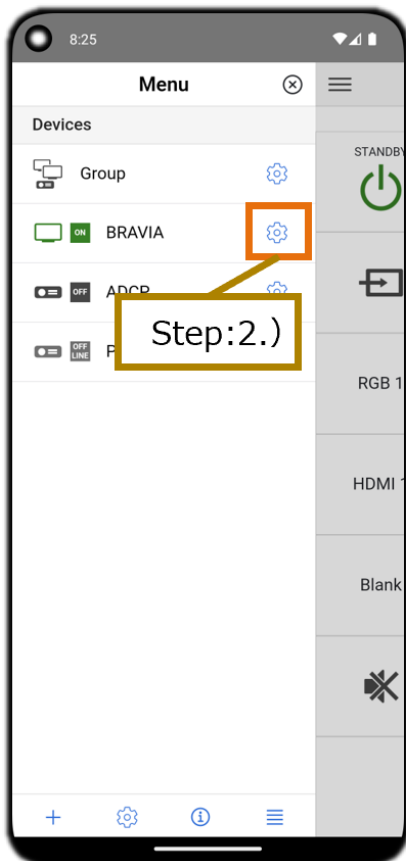 8:25
Menu
Devices
STANDBY
Group
ON BRAVIA
OFF ADCP
Step:2.)
OFF
LINE P
RGB 1
HDMI 1
Blank